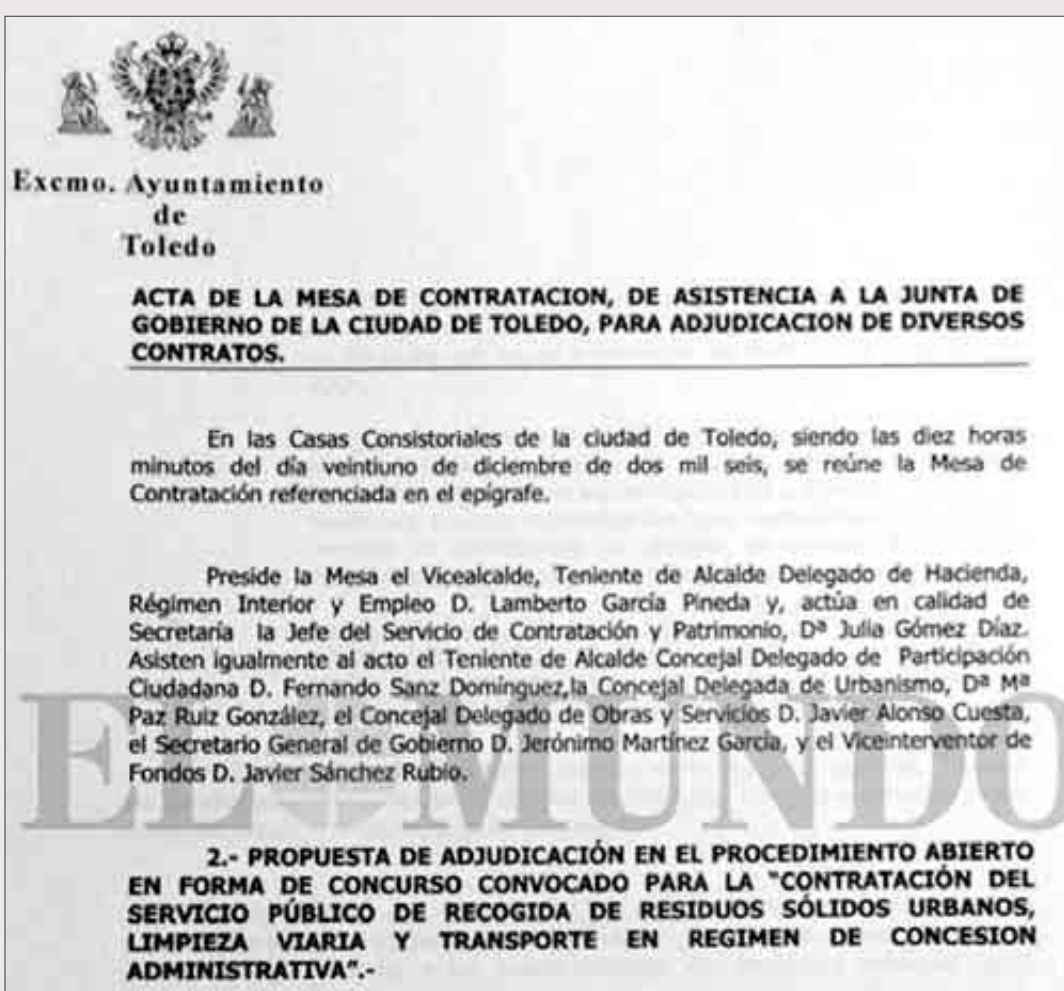 Excmo. Ayuntamiento
de
Toledo
ACTA DE LA MESA DE CONTRATACION, DE ASISTENCIA A LA JUNTA DE
GOBIERNO DE LA CIUDAD DE TOLEDO, PARA ADJUDICACION DE DIVERSOS
CONTRATOS.
En las Casas Consistoriales de la ciudad de Toledo, siendo las diez horas
minutos del día veintiuno de diciembre de dos mil seis, se reúne la Mesa de
Contratación referenciada en el epígrafe.
Preside la Mesa el Vicealcalde, Teniente de Alcalde Delegado de Hacienda,
Régimen Interior y Empleo D. Lamberto García Pineda y, actúa en calidad de
Secretaría la Jefe del Servicio de Contratación y Patrimonio, Dª Julia Gómez Díaz.
Asisten igualmente al acto el Teniente de Alcalde Concejal Delegado de Participación
Ciudadana D. Fernando Sanz Domínguez,la Concejal Delegada de Urbanismo, Dª Mª
Paz Ruiz González, el Concejal Delegado de Obras y Servicios D. Javier Alonso Cuesta,
el Secretario General de Gobierno D. Jerónimo Martínez García, y el Viceinterventor de
Fondos D. Javier Sánchez Rubio.
EL MUNDO
2.- PROPUESTA DE ADJUDICACIÓN EN EL PROCEDIMIENTO ABIERTO
EN FORMA DE CONCURSO CONVOCADO PARA LA "CONTRATACIÓN DEL
SERVICIO PÚBLICO DE RECOGIDA DE RESIDUOS SÓLIDOS URBANOS,
LIMPIEZA VIARIA Y TRANSPORTE EN REGIMEN DE CONCESION
ADMINISTRATIVA".-